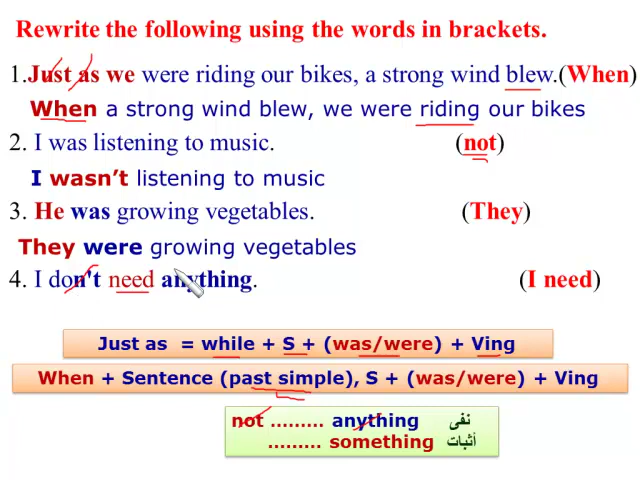 Rewrite the following using the words in brackets.
1.Just as we were riding our bikes, a strong wind blew.(When)
When a strong wind blew, we were riding our bikes
2. I was listening to music. (not)
I wasn't listening to music
3. He was growing vegetables. (They)
They were growing vegetables
4. I don't need anything. (I need)
Just as = while + S + (was/were) + Ving
When + Sentence (past simple), S + (was/were) + Ving
not ......... anything نفى
......... something أثبات